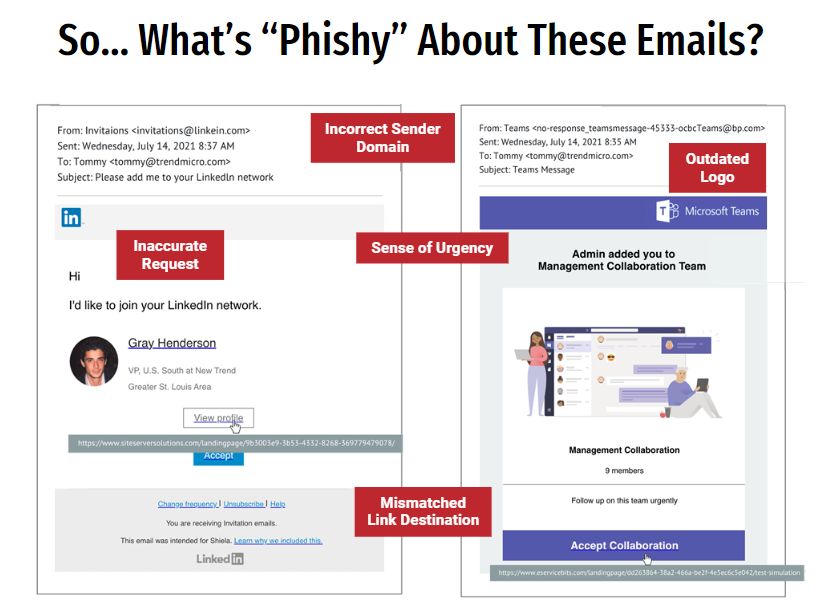 So... What's “Phishy” About These Emails?
From: Invitaions <invitations@linkein.com>
Sent: Wednesday, July 14, 2021 8:37 AM
To: Tommy <tommy@trendmicro.com>
Subject: Please add me to your LinkedIn network
in
Inaccurate
Request
Hi
I'd like to join your LinkedIn network.
Gray Henderson
VP, U.S. South at New Trend
Greater St. Louis Area
View profile
https://www.siteserversolutions.com/landingpage/9b3003e9-3b53-4332-8268-369779479078/
Accept
Change frequency | Unsubscribe | Help
You are receiving Invitation emails.
This email was intended for Shiela. Learn why we included this.
Linked in
Incorrect Sender
Domain
Sense of Urgency
Mismatched
Link Destination
From: Teams <no-response_teamsmessage-45333-ocbcTeams@bp.com>
Sent: Wednesday, July 14, 2021 8:35 AM
To: Tommy <tommy@trendmicro.com>
Subject: Teams Message
Outdated
Logo
T Microsoft Teams
Admin added you to
Management Collaboration Team
Management Collaboration
9 members
Follow up on this team urgently
Accept Collaboration
https://www.eservicebits.com/landingpage/dd263864-38a2-466a-be2f-4e5ec6c5e042/test-simulation